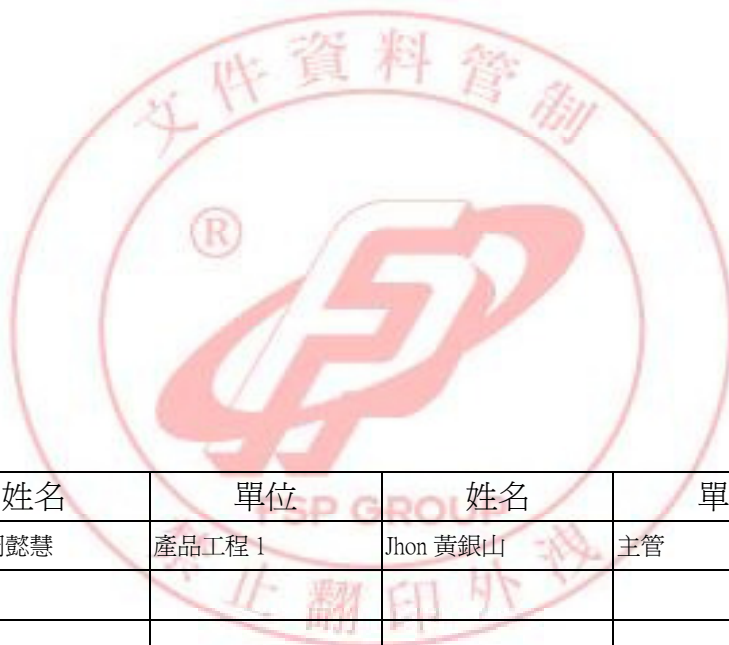 文件資料管制
®
姓名 單位 姓名 單
懿慧 產品工程 1 Jhon 黃銀山 主管
FSP GROUP
禁止翻印外洩